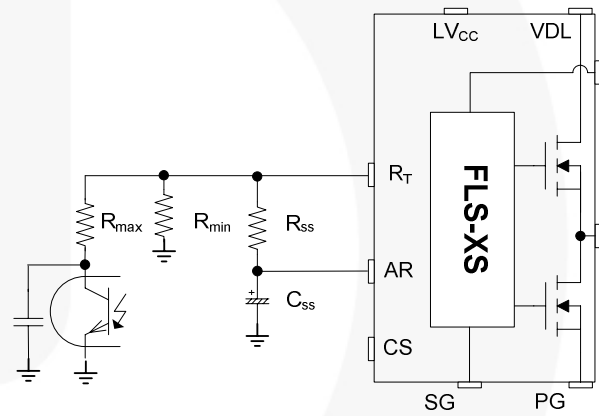 LVCC
VDL
RT
FLS-XS
Rmax
Rmin
Rss
AR
+
Css
CS
SG
PG